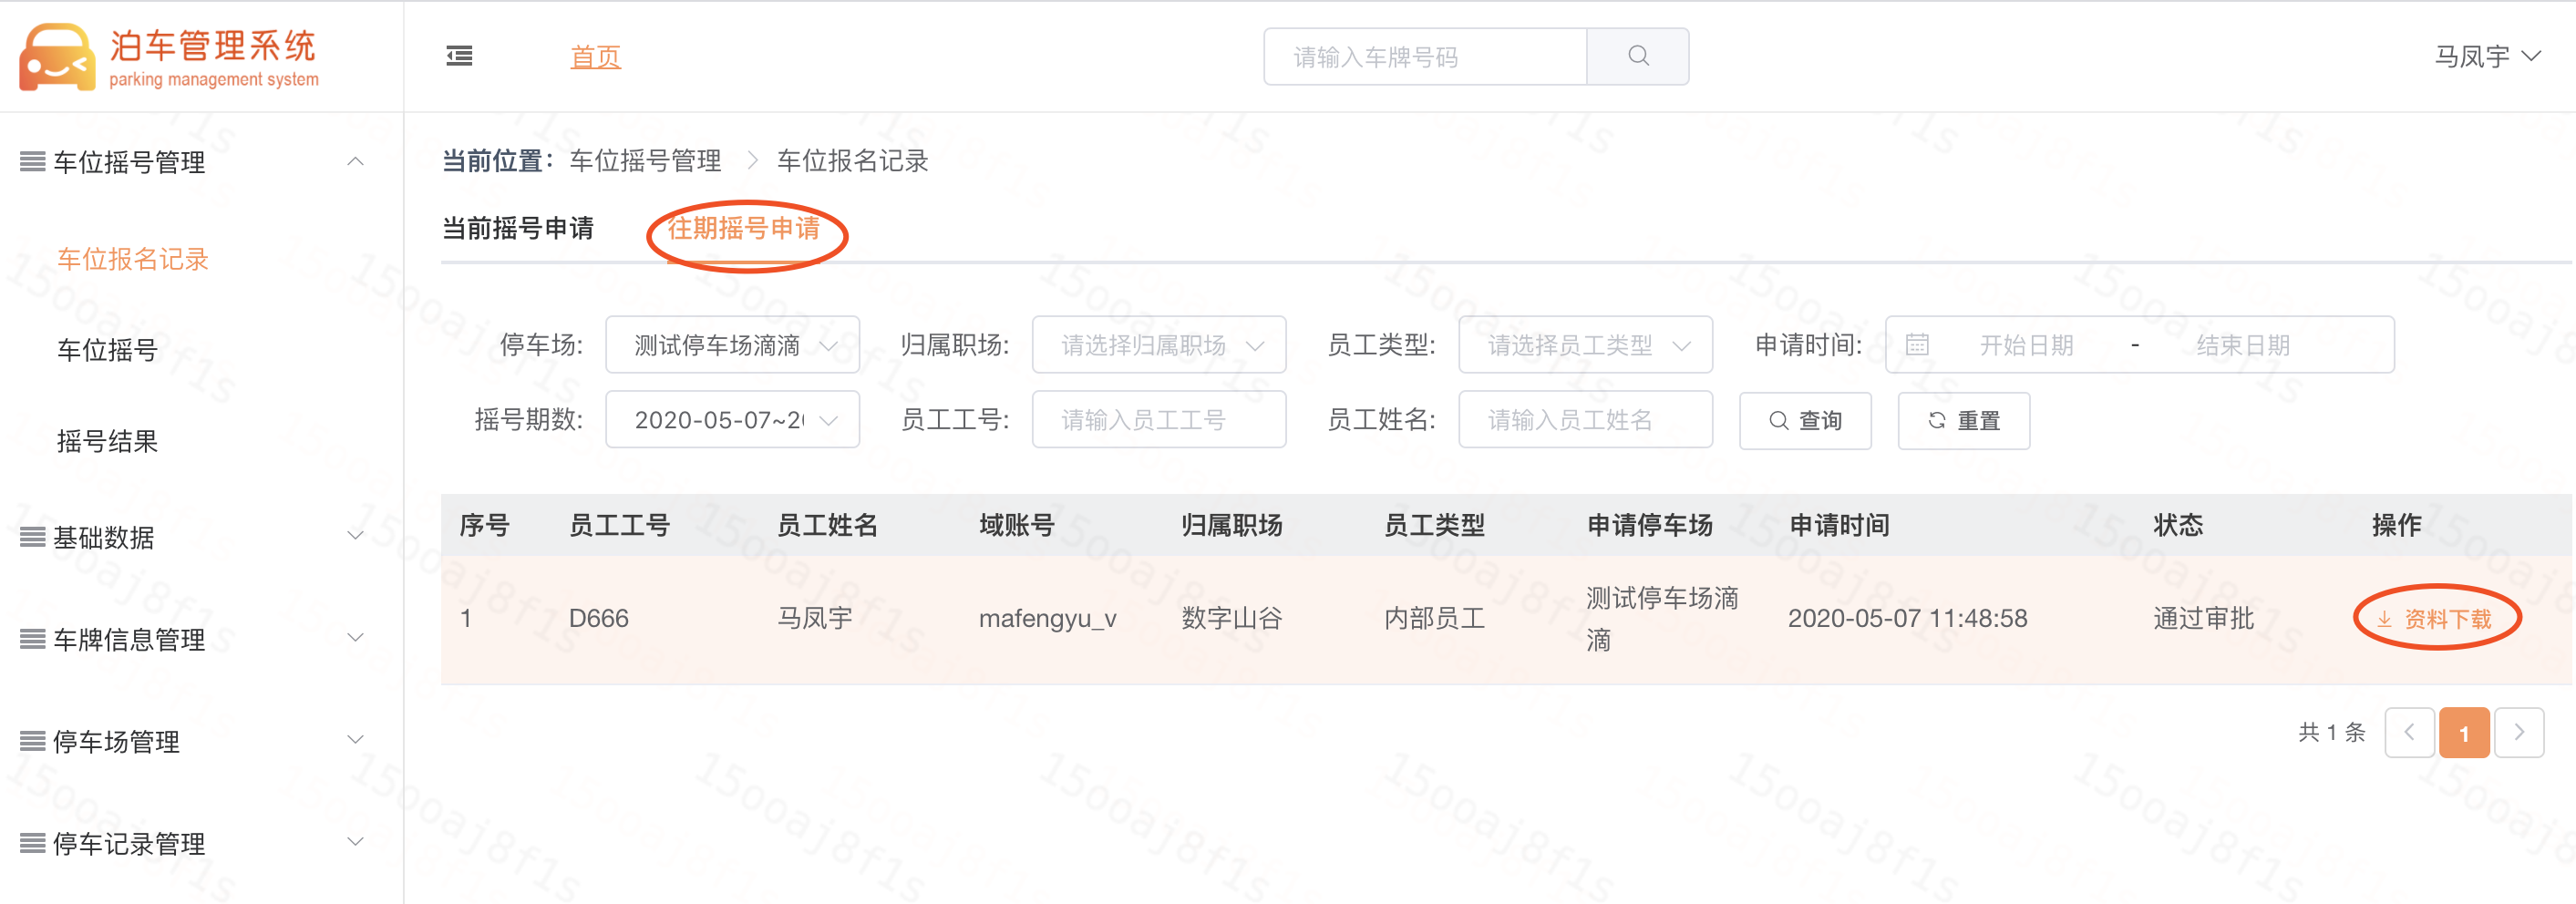 泊车管理系统
parking management system
首页
请输入车牌号码
马凤宇
车位摇号管理
车位报名记录
车位摇号
摇号结果
基础数据
车牌信息管理
停车场管理
停车记录管理
当前位置： 车位摇号管理 > 车位报名记录
当前摇号申请 往期摇号申请
停车场: 测试停车场滴滴 归属职场: 请选择归属职场 员工类型: 请选择员工类型 申请时间: 开始日期 - 结束日期
摇号期数: 2020-05-07~2 员工工号: 请输入员工工号 员工姓名: 请输入员工姓名 查询 重置
序号 员工工号 员工姓名 域账号 归属职场 员工类型 申请停车场 申请时间 状态 操作
1 D666 马凤宇 mafengyu_v 数字山谷 内部员工 测试停车场滴滴 2020-05-07 11:48:58 通过审批 资料下载
共 1 条 < 1 >
15ooaj8f1s